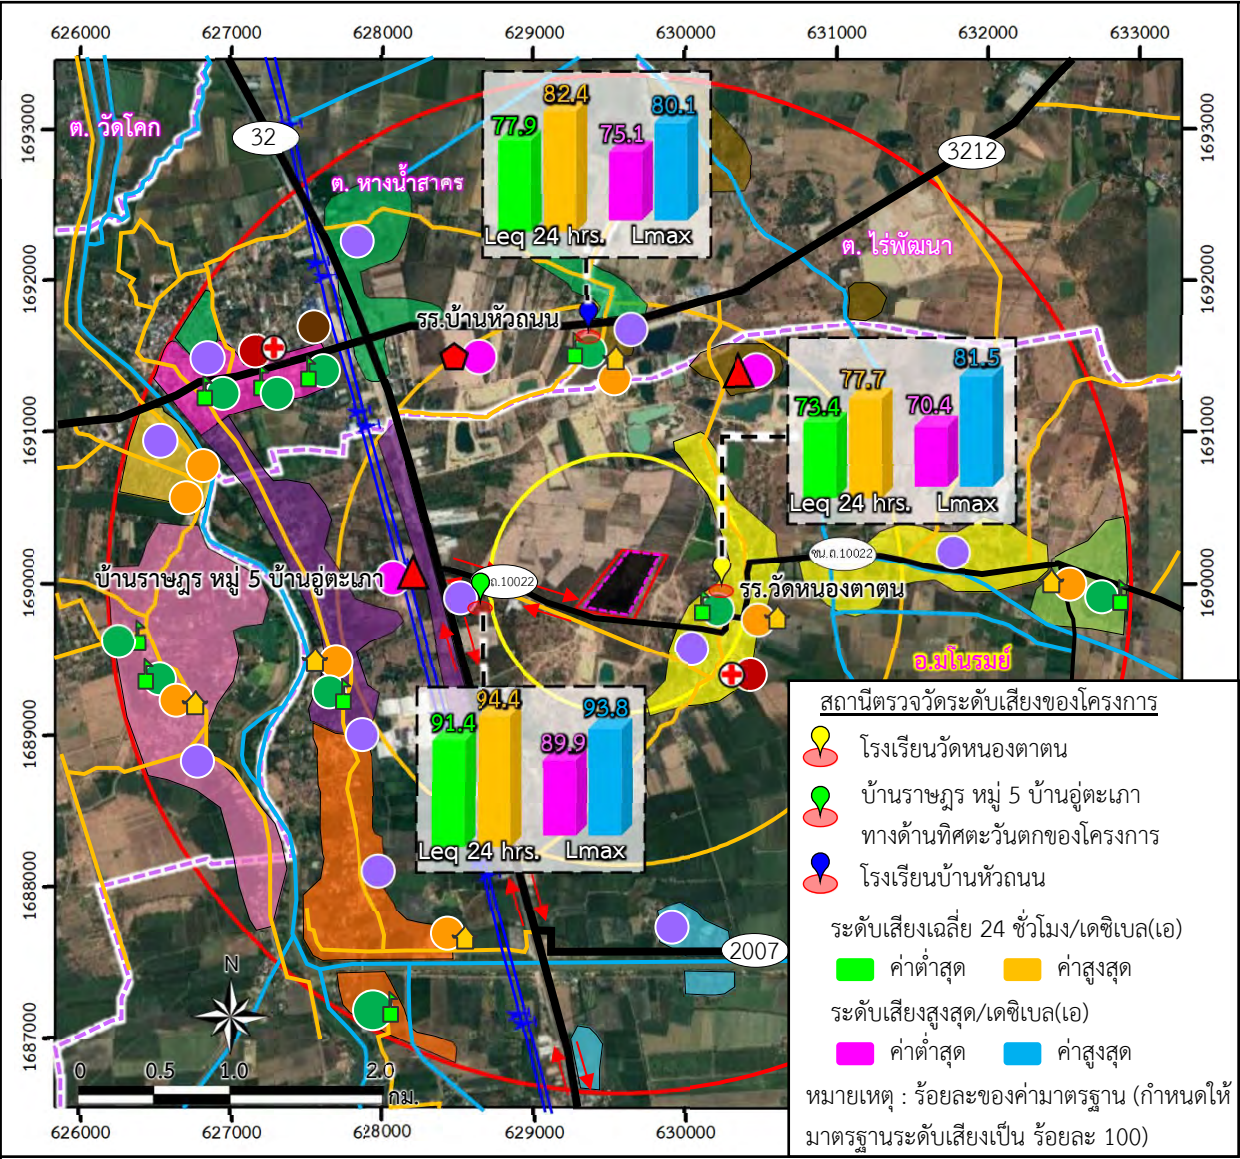 626000 627000 628000 629000 630000 631000 632000 633000
1693000
1692000
1691000
1690000
1689000
1688000
1687000
1693000
1692000
1691000
1690000
ต. วัดโคก
32
ต. หางน้ำสาคร
3212
ต. ไร่พัฒนา
77.9 82.4 75.1 80.1
Leq 24 hrs. Lmax
รร.บ้านหัวถนน
73.4 77.7 70.4 81.5
Leq 24 hrs. Lmax
ชน.ถ.10022
บ้านราษฎร หมู่ 5 บ้านอู่ตะเภา
ถ.10022
รร.วัดหนองตาตน
อ.มโนรมย์
91.4 94.4 89.9 93.8
Leq 24 hrs. Lmax
2007
N
0 0.5 1.0 2.0
กม.
626000 627000 628000 629000 630000
สถานีตรวจวัดระดับเสียงของโครงการ
โรงเรียนวัดหนองตาตน
บ้านราษฎร หมู่ 5 บ้านอู่ตะเภา
ทางด้านทิศตะวันตกของโครงการ
โรงเรียนบ้านหัวถนน
ระดับเสียงเฉลี่ย 24 ชั่วโมง/เดซิเบล(เอ)
ค่าต่ำสุด ค่าสูงสุด
ระดับเสียงสูงสุด/เดซิเบล(เอ)
ค่าต่ำสุด ค่าสูงสุด
หมายเหตุ : ร้อยละของค่ามาตรฐาน (กำหนดให้
มาตรฐานระดับเสียงเป็น ร้อยละ 100)